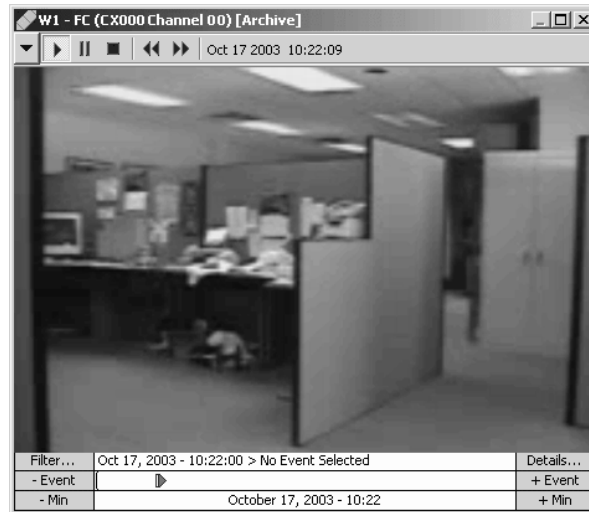 W1 - FC (CX000 Channel 00) [Archive]
Oct 17 2003 10:22:09
Filter... Oct 17, 2003 - 10:22:00 > No Event Selected Details...
- Event + Event
- Min October 17, 2003 - 10:22 + Min